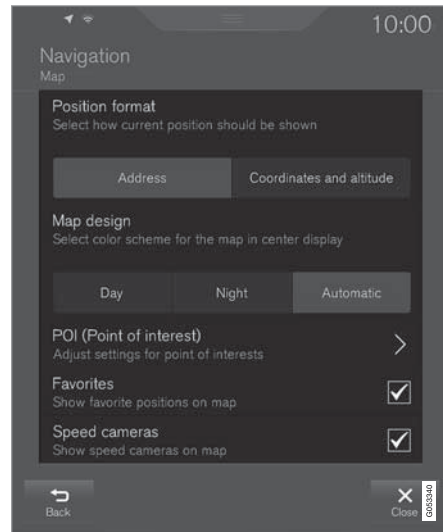 10:00
Navigation
Map
Position format
Select how current position should be shown
Address
Coordinates and altitude
Map design
Select color scheme for the map in center display
Day
Night
Automatic
POI (Point of interest)
Adjust settings for point of interests
Favorites
Show favorite positions on map
Speed cameras
Show speed cameras on map
Back
Close
G053340